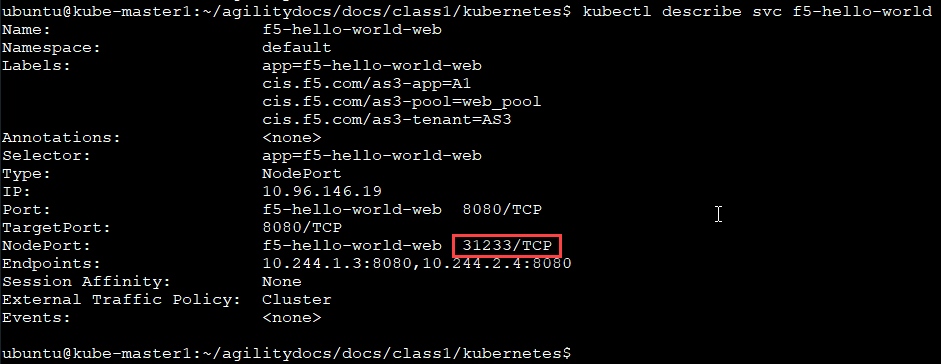 ubuntu@kube-master1:~/agilitydocs/docs/class1/kubernetes$ kubectl describe svc f5-hello-world
Name:              f5-hello-world-web
Namespace:         default
Labels:            app=f5-hello-world-web
                   cis.f5.com/as3-app=A1
                   cis.f5.com/as3-pool=web_pool
                   cis.f5.com/as3-tenant=AS3
Annotations:       <none>
Selector:          app=f5-hello-world-web
Type:              NodePort
IP:                10.96.146.19
Port:              f5-hello-world-web  8080/TCP
TargetPort:        8080/TCP
NodePort:          f5-hello-world-web  31233/TCP
Endpoints:         10.244.1.3:8080,10.244.2.4:8080
Session Affinity:  None
External Traffic Policy:  Cluster
Events:            <none>
ubuntu@kube-master1:~/agilitydocs/docs/class1/kubernetes$